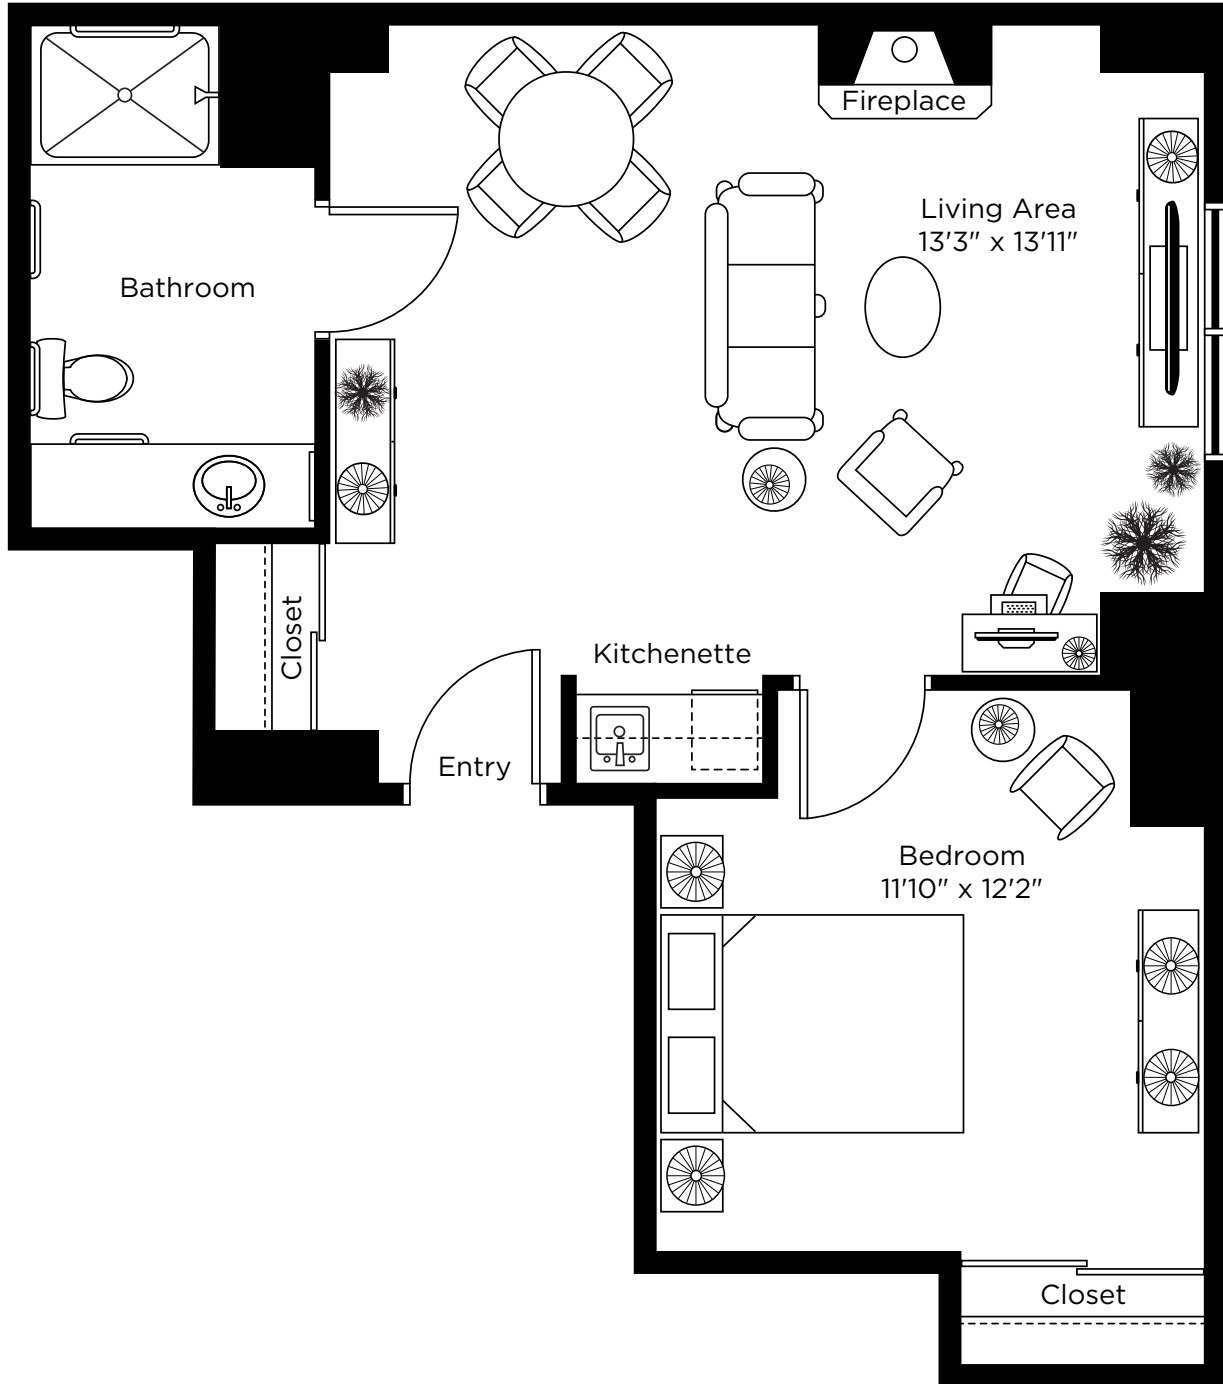 Fireplace
Living Area
13'3" x 13'11"
Bathroom
Closet
Kitchenette
Entry
Bedroom
11'10" x 12'2"
Closet